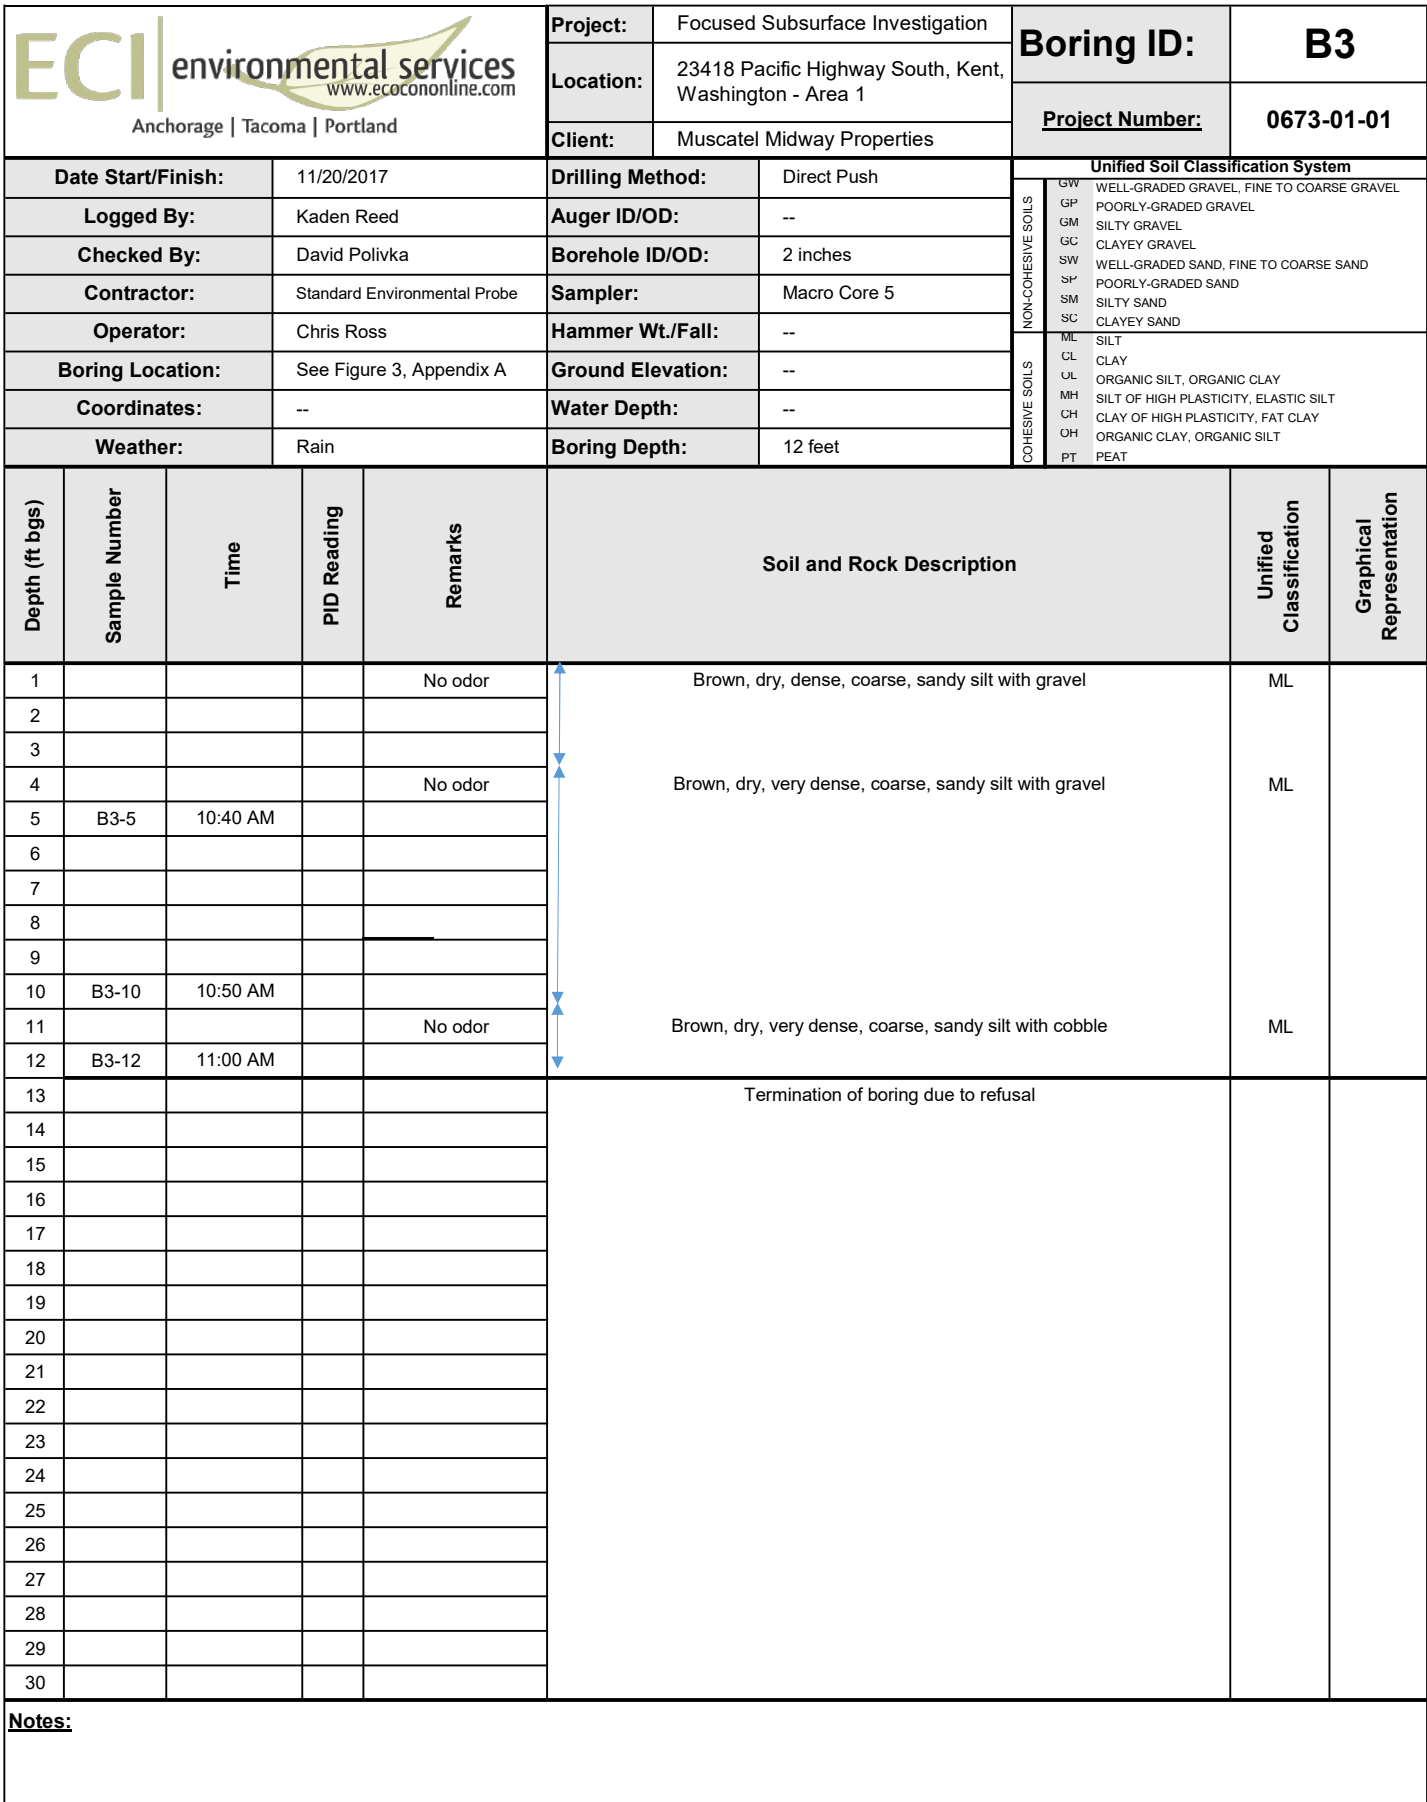 ECI environmental services
www.ecocononline.com
Anchorage | Tacoma | Portland
Project: Focused Subsurface Investigation
Location: 23418 Pacific Highway South, Kent,
Washington - Area 1
Client: Muscatel Midway Properties
Boring ID: B3
Project Number: 0673-01-01
Date Start/Finish: 11/20/2017 Drilling Method: Direct Push
Logged By: Kaden Reed Auger ID/OD: --
Checked By: David Polivka Borehole ID/OD: 2 inches
Contractor: Standard Environmental Probe Sampler: Macro Core 5
Operator: Chris Ross Hammer Wt./Fall: --
Boring Location: See Figure 3, Appendix A Ground Elevation: --
Coordinates: -- Water Depth: --
Weather: Rain Boring Depth: 12 feet
Unified Soil Classification System
NON-COHESIVE SOILS
GW WELL-GRADED GRAVEL, FINE TO COARSE GRAVEL
GP POORLY-GRADED GRAVEL
GM SILTY GRAVEL
GC CLAYEY GRAVEL
SW WELL-GRADED SAND, FINE TO COARSE SAND
SP POORLY-GRADED SAND
SM SILTY SAND
SC CLAYEY SAND
COHESIVE SOILS
ML SILT
CL CLAY
OL ORGANIC SILT, ORGANIC CLAY
MH SILT OF HIGH PLASTICITY, ELASTIC SILT
CH CLAY OF HIGH PLASTICITY, FAT CLAY
OH ORGANIC CLAY, ORGANIC SILT
PT PEAT
Depth (ft bgs) Sample Number Time PID Reading Remarks Soil and Rock Description Unified Classification Graphical Representation
1 No odor Brown, dry, dense, coarse, sandy silt with gravel ML
2
3
4 No odor Brown, dry, very dense, coarse, sandy silt with gravel ML
5 B3-5 10:40 AM
6
7
8
9
10 B3-10 10:50 AM
11 No odor Brown, dry, very dense, coarse, sandy silt with cobble ML
12 B3-12 11:00 AM
13 Termination of boring due to refusal
14
15
16
17
18
19
20
21
22
23
24
25
26
27
28
29
30
Notes: